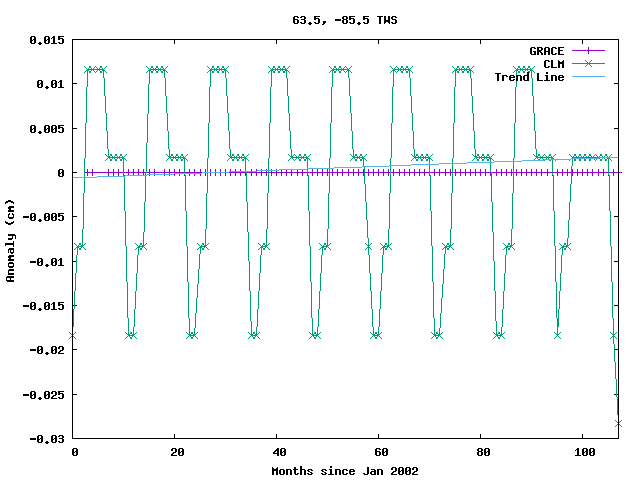 63.5, -85.5 TWS
0.015
0.01
0.005
0
-0.005
-0.01
-0.015
-0.02
-0.025
-0.03
Anomaly (cm)
GRACE
CLM
Trend Line
0 20 40 60 80 100
Months since Jan 2002